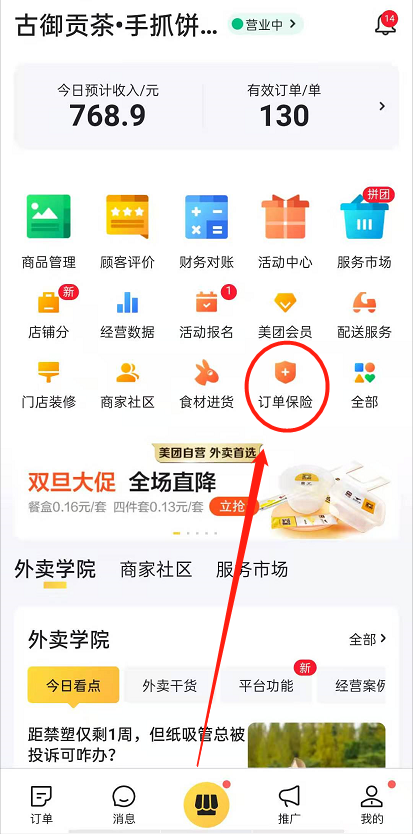 古御贡茶•手抓饼...
营业中
14
今日预计收入/元
有效订单/单
768.9
130
拼团
商品管理
顾客评价
财务对账
活动中心
服务市场
新
1
店铺分
经营数据
活动报名
美团会员
配送服务
门店装修
商家社区
食材进货
订单保险
全部
美团自营 外卖首选
双旦大促 全场直降
餐盒0.16元/套 四件套0.13元/套
立抢
外卖学院
商家社区
服务市场
外卖学院
全部
新
今日看点
外卖干货
平台功能
经营案例
距禁塑仅剩1周，但纸吸管总被
投诉可咋办？
订单
消息
推广
我的